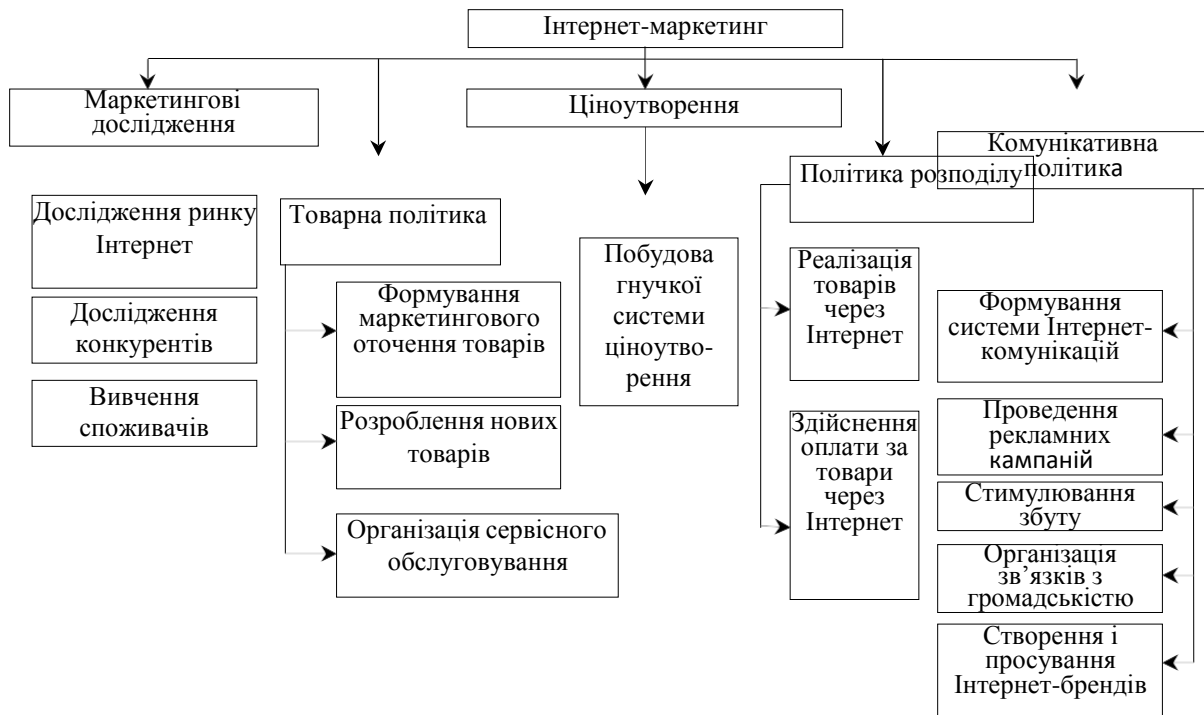 Інтернет-маркетинг
Маркетингові
дослідження
Ціноутворення
Комунікативна
політика
Політика розподілу
Дослідження ринку
Інтернет
Товарна політика
Побудова
гнучкої
системи
ціноутво-
рення
Реалізація
товарів
через
Інтернет
Формування
маркетингового
оточення товарів
Формування
системи Інтернет-
комунікацій
Дослідження
конкурентів
Вивчення
споживачів
Розроблення нових
товарів
Здійснення
оплати за
товари
через
Інтернет
Проведення
рекламних
кампаній
Стимулювання
збуту
Організація сервісного
обслуговування
Організація
зв’язків з
громадськістю
Створення і
просування
Інтернет-брендів